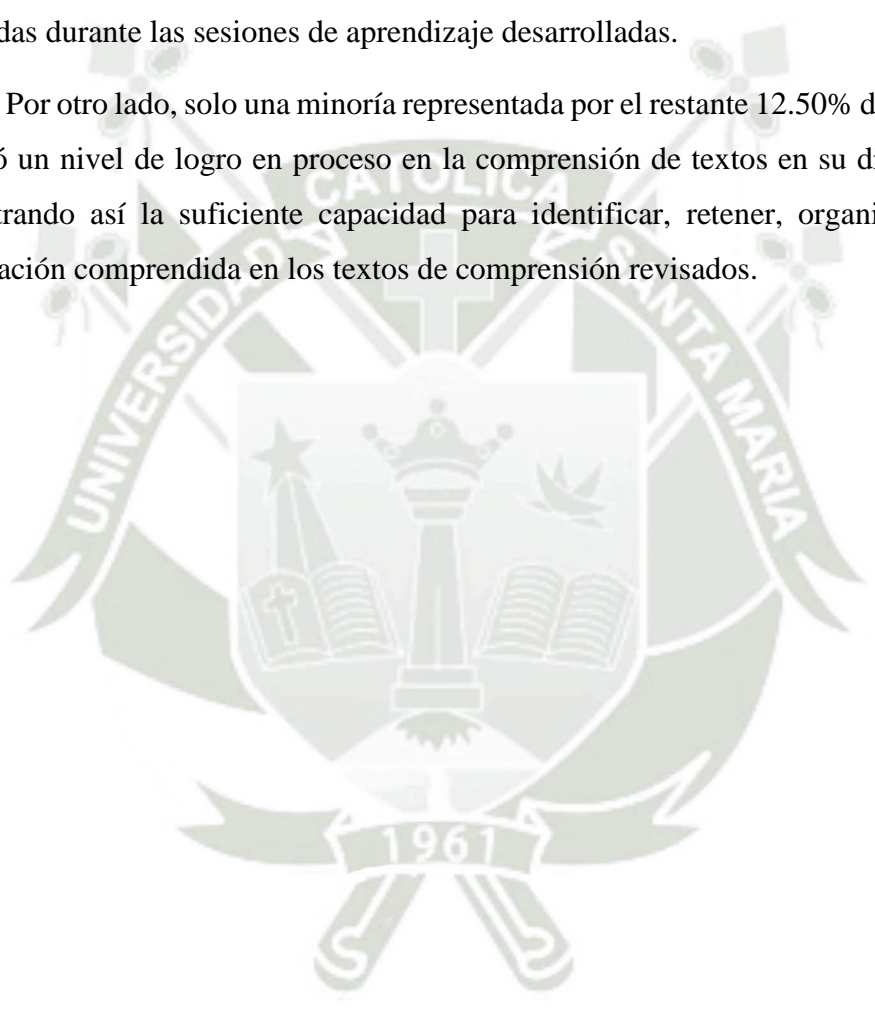 das durante las sesiones de aprendizaje desarrolladas.
Por otro lado, solo una minoría representada por el restante 12.50% d
ó un nivel de logro en proceso en la comprensión de textos en su di
trando así la suficiente capacidad para identificar, retener, organi
ación comprendida en los textos de comprensión revisados.
UNIVERSIDAD CATOLICA SANTA MARIA
1961